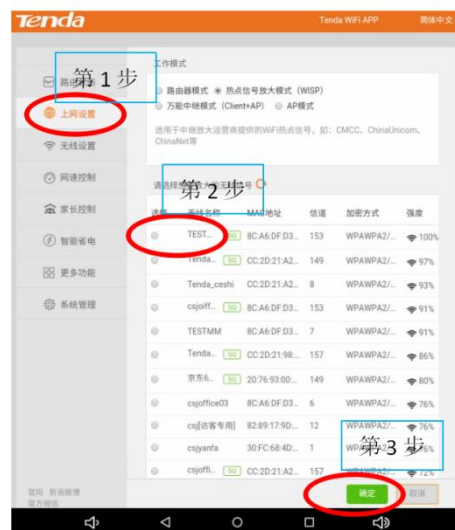 Tenda
Tenda WiFi APP 简体中文
工作模式
第1步
路由器模式 热点信号放大模式（WISP）
上网设置
万能中继模式（Client+AP） AP模式
适用于中继放大运营商提供的WiFi热点信号，如：CMCC、ChinaUnicom、
ChinaNet等
无线设置
网速控制
第2步
家长控制
MAC地址 信道 加密方式 强度
TEST... 5G 8C:A6:DF:D3... 153 WPAWPA2/... 100%
智能省电
Tenda... 5G CC:2D:21:A2... 149 WPAWPA2/... 97%
更多功能
Tenda_ceshi CC:2D:21:A2... 8 WPAWPA2/... 93%
系统管理
csjoiff... 5G 8C:A6:DF:D3... 153 WPAWPA2/... 91%
TESTMM 8C:A6:DF:D3... 7 WPAWPA2/... 91%
Tenda... 5G CC:2D:21:98:... 157 WPAWPA2/... 86%
京东6... 5G 20:76:93:00:... 149 WPAWPA2/... 80%
csjoffice03 8C:A6:DF:D3... 6 WPAWPA2/... 76%
csj[访客专用] 82:89:17:9D:... 12 WPAWPA2/... 76%
第3步
csjyanfa 30:FC:68:4D:... 1 76%
csjoffi... 5G CC:2D:21:A2... 157 WPAWPA2/... 72%
官网 新浪微博
官方微信
确定 取消